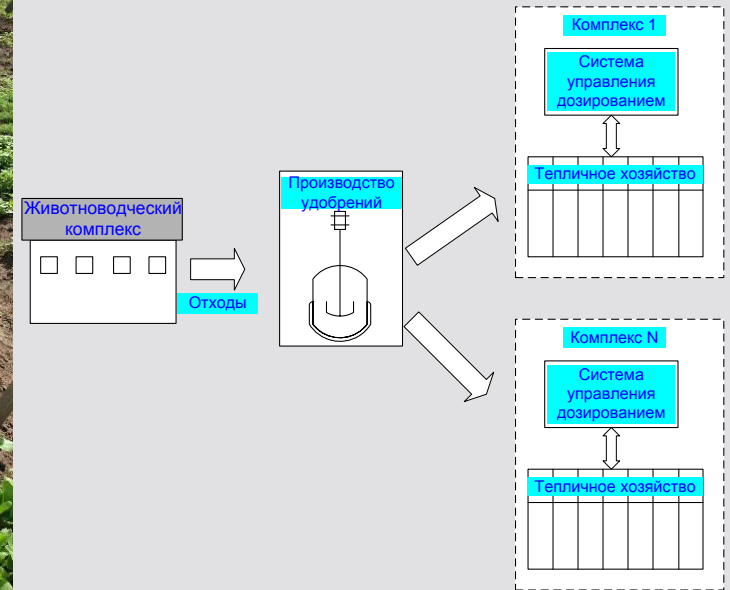 Животноводческий
комплекс
Отходы
Производство
удобрений
Комплекс 1
Система
управления
дозированием
Тепличное хозяйство
Комплекс N
Система
управления
дозированием
Тепличное хозяйство